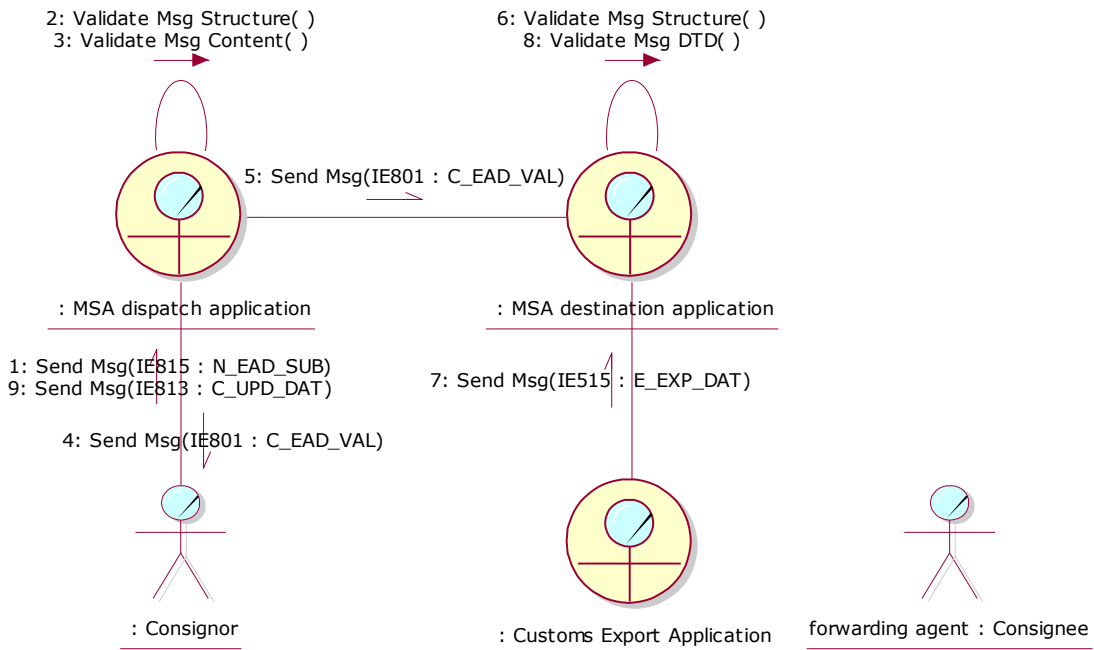 2: Validate Msg Structure( )
3: Validate Msg Content( )
6: Validate Msg Structure( )
8: Validate Msg DTD( )
5: Send Msg(IE801 : C_EAD_VAL)
: MSA dispatch application
: MSA destination application
1: Send Msg(IE815 : N_EAD_SUB)
9: Send Msg(IE813 : C_UPD_DAT)
7: Send Msg(IE515 : E_EXP_DAT)
4: Send Msg(IE801 : C_EAD_VAL)
: Consignor
: Customs Export Application
forwarding agent : Consignee